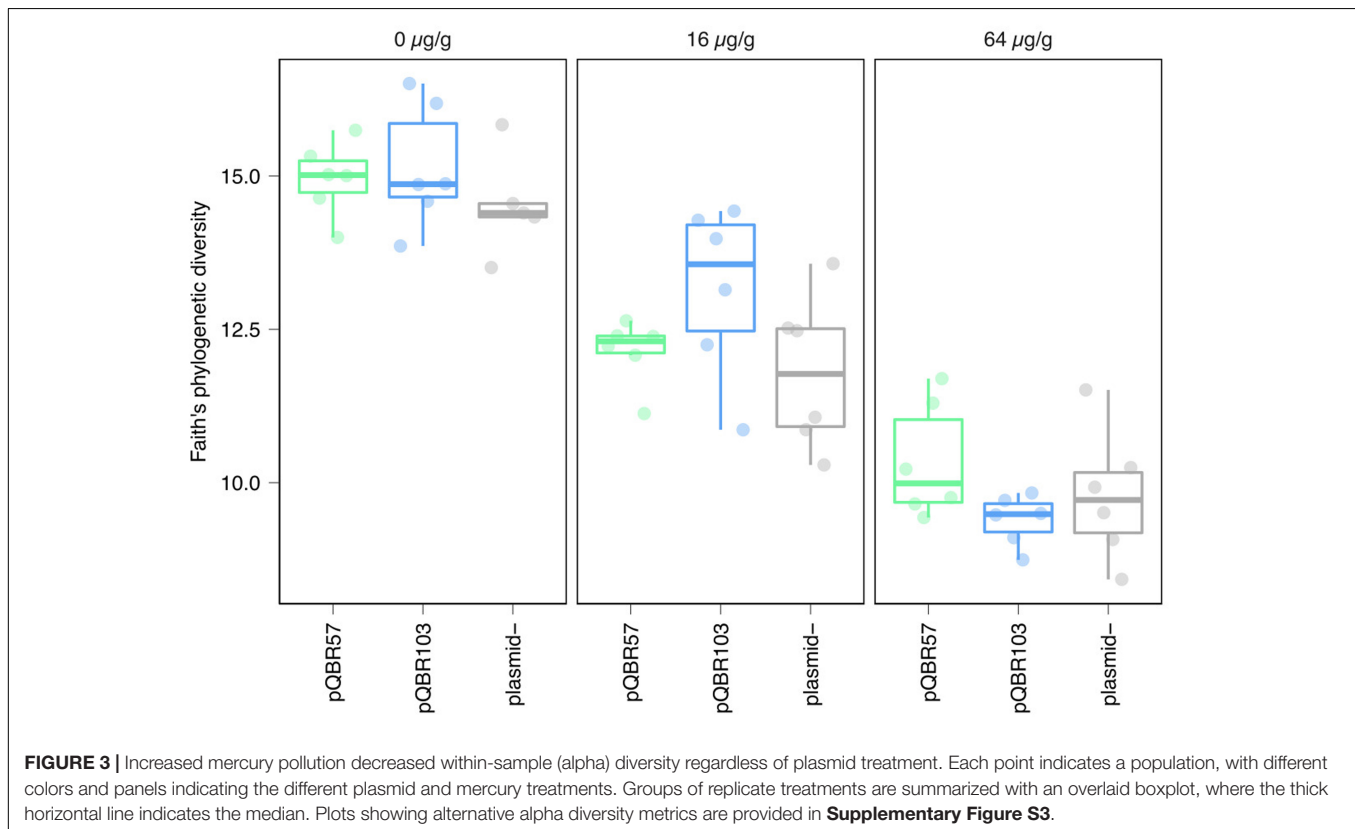 0 µg/g 16 µg/g 64 µg/g
Faith's phylogenetic diversity
15.0
12.5
10.0
pQBR57 pQBR103 plasmid− pQBR57 pQBR103 plasmid− pQBR57 pQBR103 plasmid−
FIGURE 3 | Increased mercury pollution decreased within-sample (alpha) diversity regardless of plasmid treatment. Each point indicates a population, with different
colors and panels indicating the different plasmid and mercury treatments. Groups of replicate treatments are summarized with an overlaid boxplot, where the thick
horizontal line indicates the median. Plots showing alternative alpha diversity metrics are provided in Supplementary Figure S3.